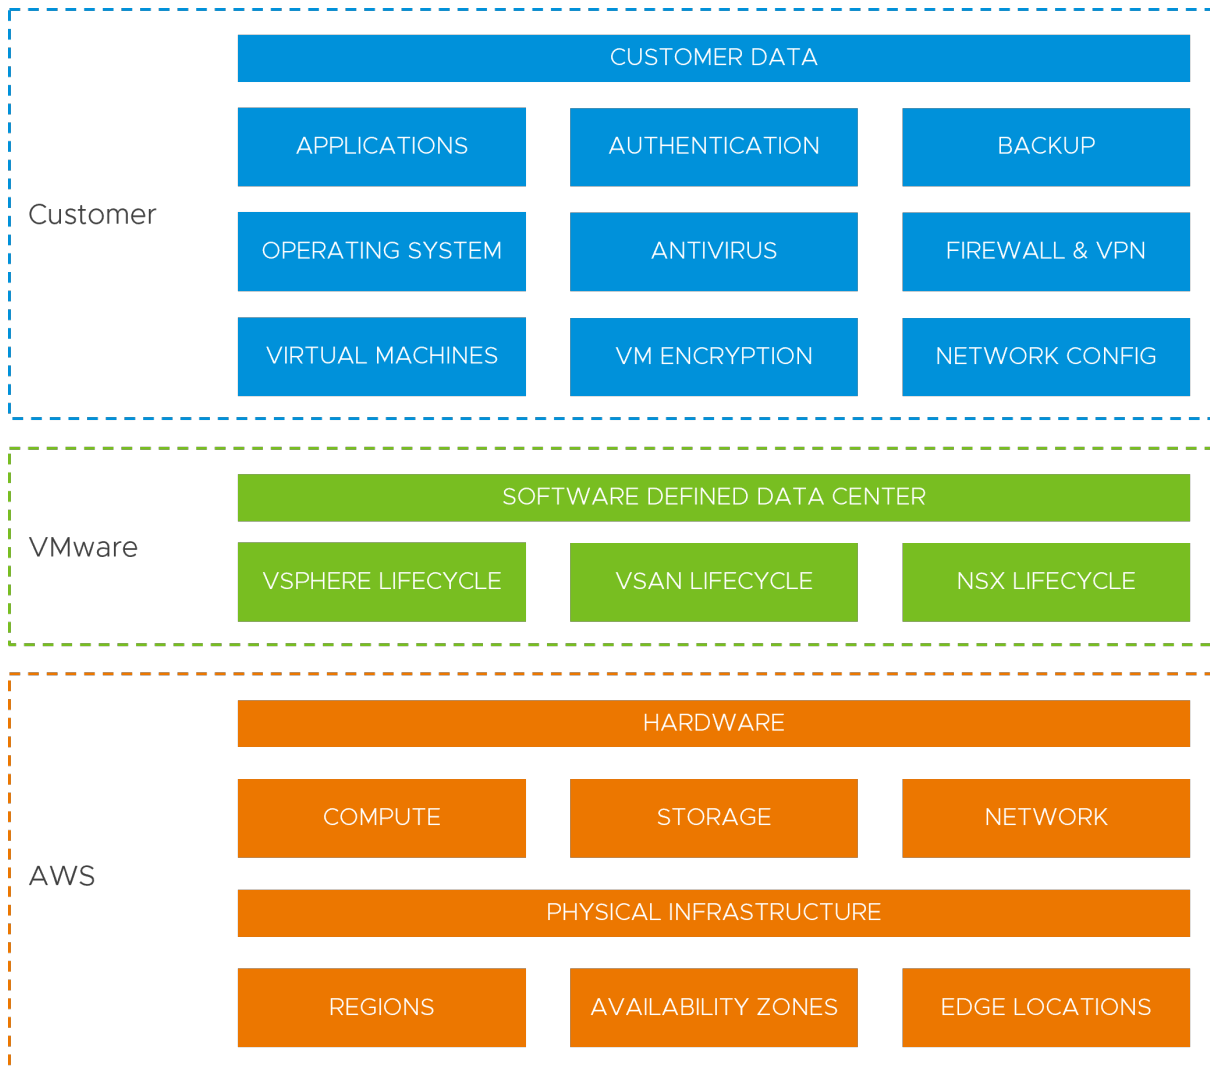 CUSTOMER DATA
APPLICATIONS
AUTHENTICATION
BACKUP
Customer
OPERATING SYSTEM
ANTIVIRUS
FIREWALL & VPN
VIRTUAL MACHINES
VM ENCRYPTION
NETWORK CONFIG
SOFTWARE DEFINED DATA CENTER
VMware
VSPHERE LIFECYCLE
VSAN LIFECYCLE
NSX LIFECYCLE
HARDWARE
COMPUTE
STORAGE
NETWORK
AWS
PHYSICAL INFRASTRUCTURE
REGIONS
AVAILABILITY ZONES
EDGE LOCATIONS